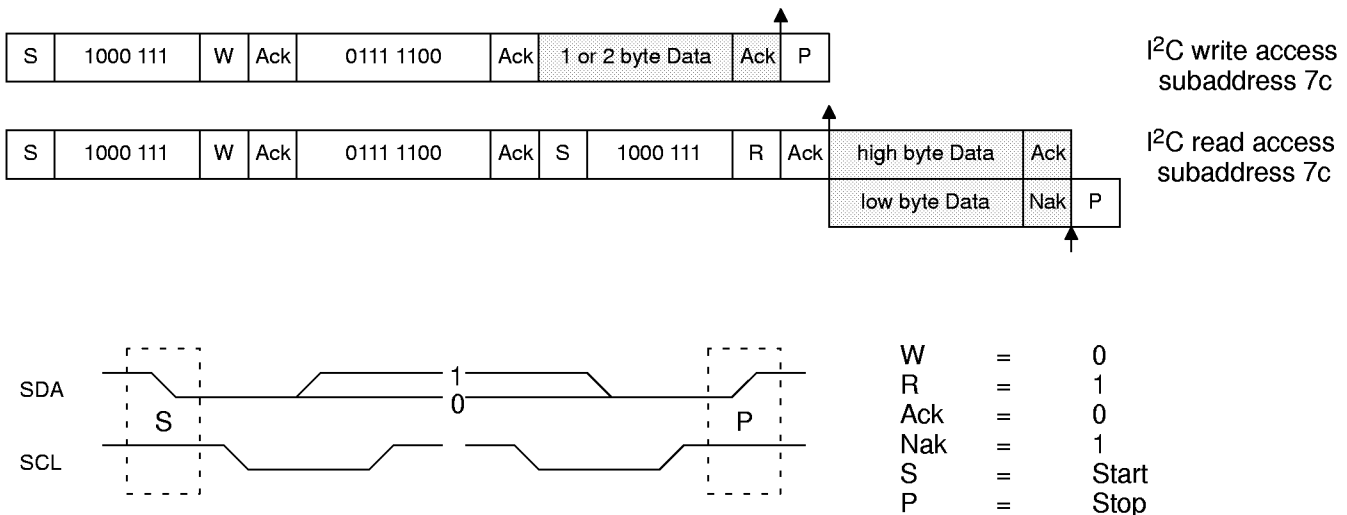 S 1000 111 W Ack 0111 1100 Ack 1 or 2 byte Data Ack P
I²C write access
subaddress 7c
S 1000 111 W Ack 0111 1100 Ack S 1000 111 R Ack high byte Data Ack
low byte Data Nak P
I²C read access
subaddress 7c
SDA
1
0
S
P
SCL
W = 0
R = 1
Ack = 0
Nak = 1
S = Start
P = Stop